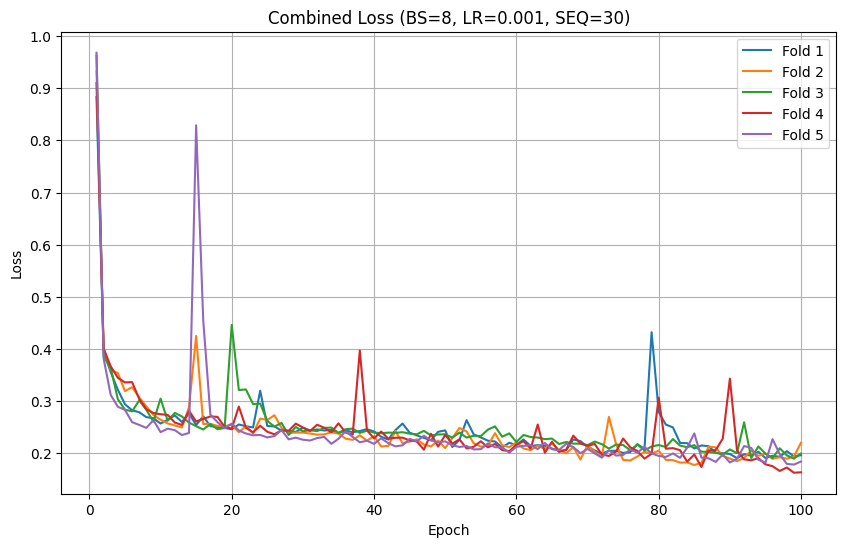 Combined Loss (BS=8, LR=0.001, SEQ=30)
1.0
0.9
0.8
0.7
0.6
0.5
0.4
0.3
0.2
Loss
Fold 1
Fold 2
Fold 3
Fold 4
Fold 5
0 20 40 60 80 100
Epoch